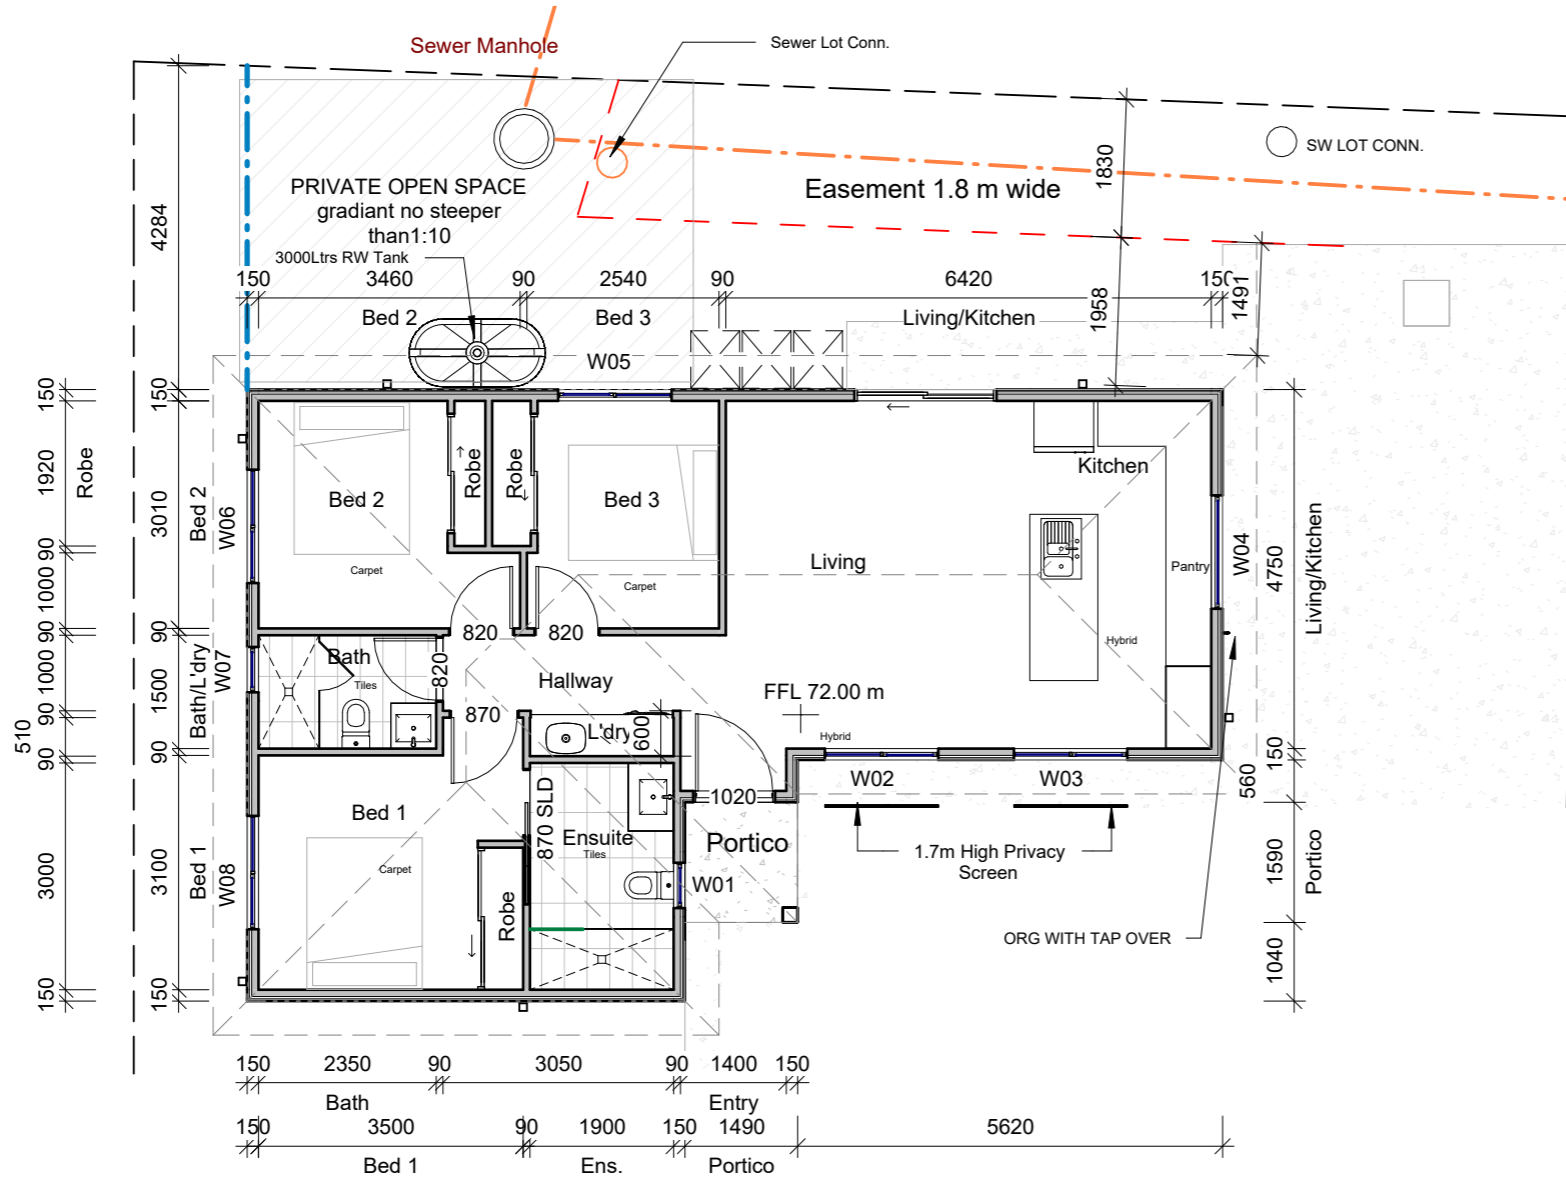 Sewer Manhole
Sewer Lot Conn.
SW LOT CONN.
1830
PRIVATE OPEN SPACE
gradiant no steeper
than1:10
3000Ltrs RW Tank
Easement 1.8 m wide
4284
150
3460
90
2540
90
6420
150
1491
1958
Bed 2
Bed 3
Living/Kitchen
W05
150
1920
90
1000
90
1000
90
510
90
3000
150
Robe
150
3010
90
1500
90
3100
150
Bed 2
W06
Bath/L'dry
W07
Bed 1
W08
Bed 2
Carpet
Robe
Robe
Bed 3
Carpet
Living
Kitchen
Pantry
Hybrid
W04
4750
Living/Kitchen
820
820
Bath
Tiles
820
Hallway
870
L'dry
600
FFL 72.00 m
Hybrid
W02
W03
150
560
1590
Portico
1040
1020
Bed 1
Carpet
Robe
870 SLD
Ensuite
Tiles
Portico
W01
1.7m High Privacy
Screen
ORG WITH TAP OVER
150
2350
90
3050
90
1400
150
Bath
Entry
150
3500
90
1900
150
1490
5620
Bed 1
Ens.
Portico